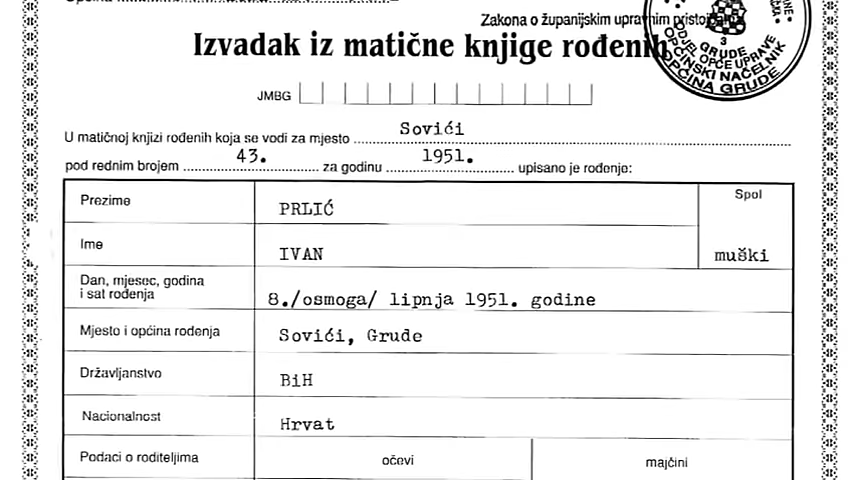 Zakona o županijskim upravnim pristojbama
Izvadak iz matične knjige rođenih
3
GRUDE
ODJEL OPĆE UPRAVE
OPĆINSKI NAČELNIK
OPĆINA GRUDE
JMBG
U matičnoj knjizi rođenih koja se vodi za mjesto Sovići
pod rednim brojem 43. za godinu 1951. upisano je rođenje:
Prezime PRLIĆ Spol
Ime IVAN muški
Dan, mjesec, godina
i sat rođenja 8./osmoga/ lipnja 1951. godine
Mjesto i općina rođenja Sovići, Grude
Državljanstvo BiH
Nacionalnost Hrvat
Podaci o roditeljima očevi majčini